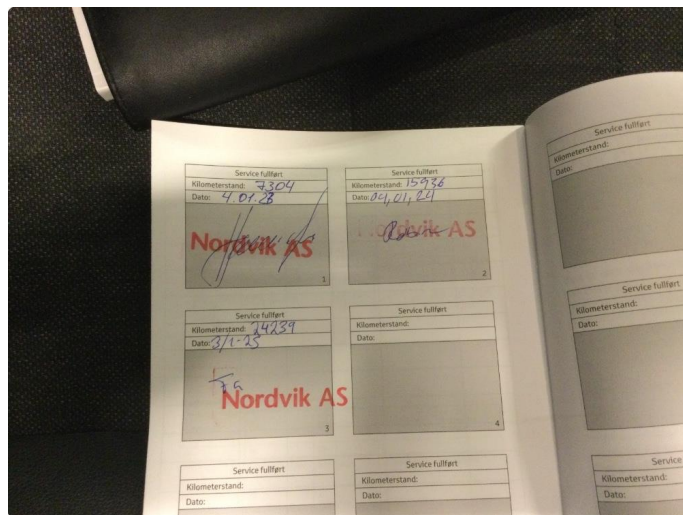 Service fullført
Kilometerstand: 7304
Dato: 4.01.23
Nordvik AS
1
Service fullført
Kilometerstand: 15936
Dato: 04,01,24
Nordvik AS
2
Service fullført
Kilometerstand: 24239
Dato: 3/1-25
Nordvik AS
3
Service fullført
Kilometerstand:
Dato:
4
Service fullført
Kilometerstand:
Dato:
Service fullført
Kilometerstand:
Dato:
Service fullført
Kilometerstand:
Dato:
Service fullført
Kilometerstand:
Dato:
Service
Kilometerstand:
Dato: